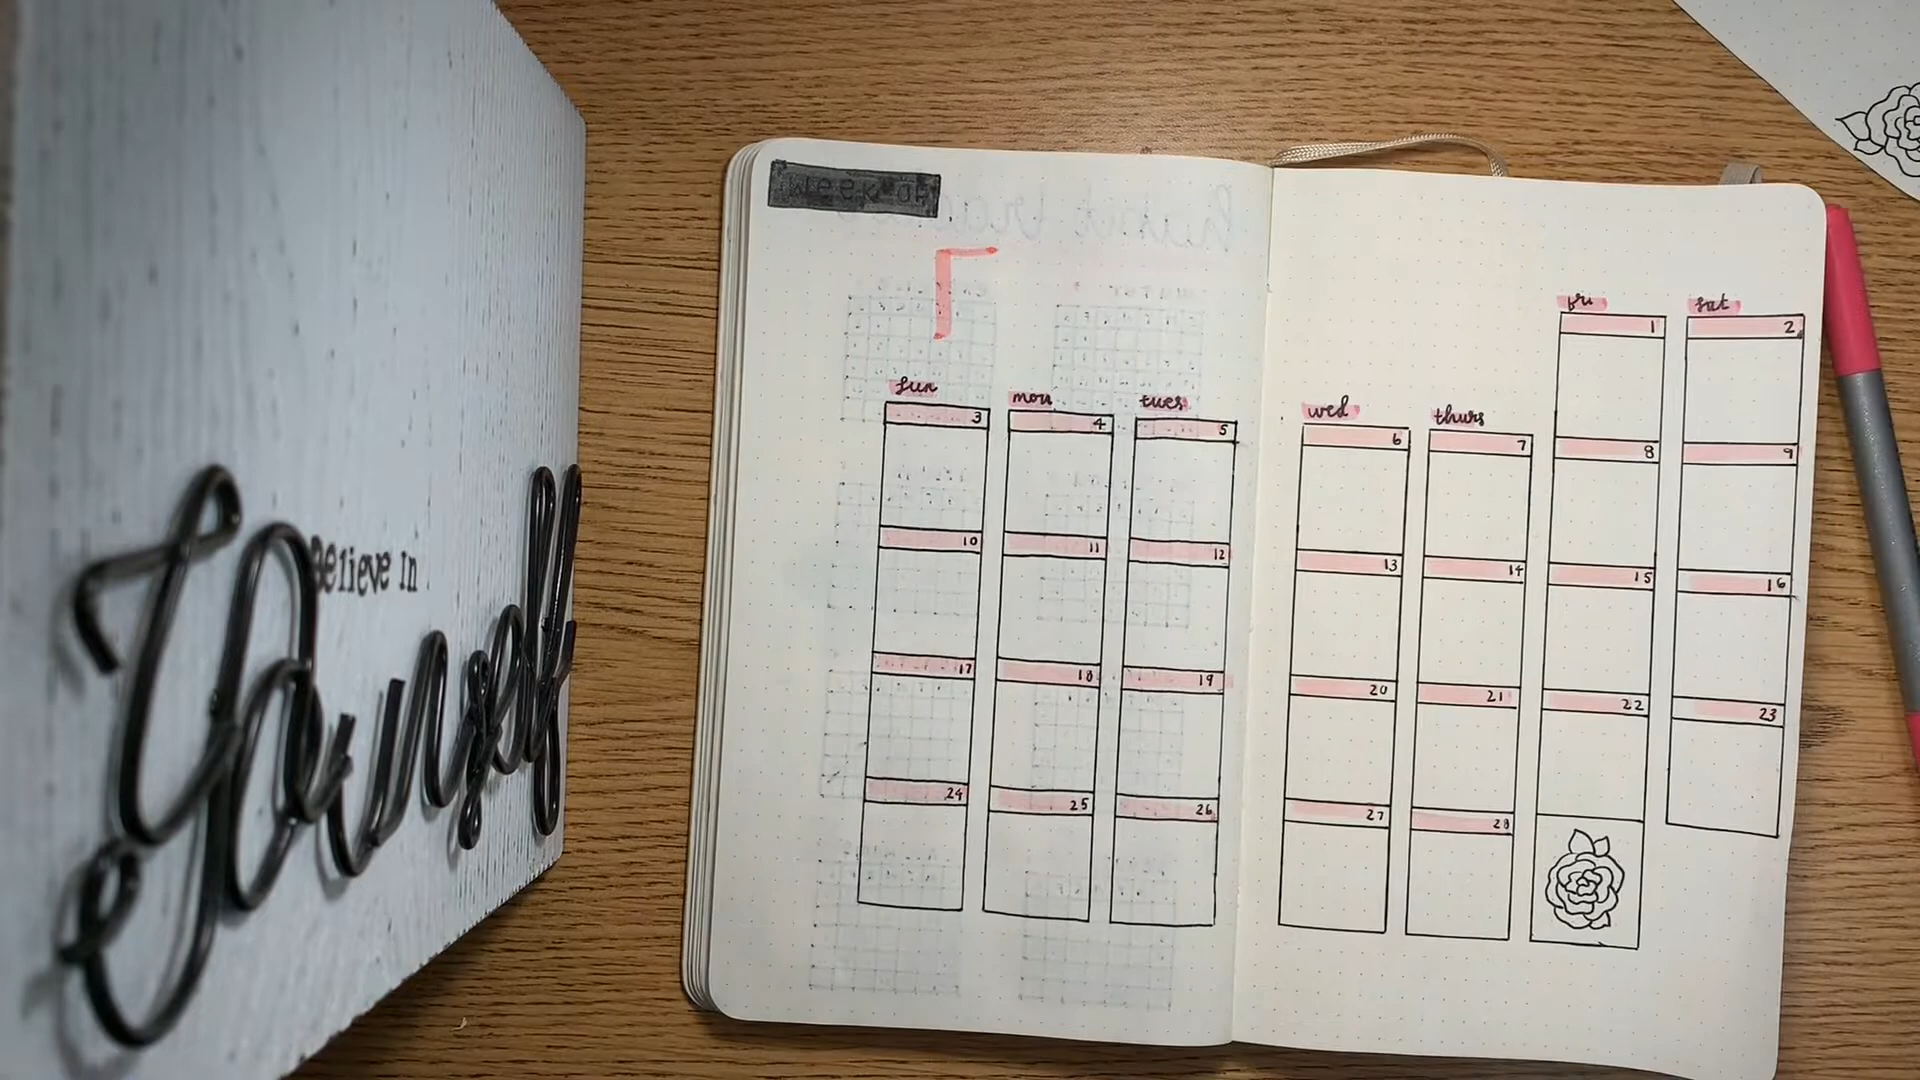 Believe in
Yourself
week of
fri sat
1 2
sun mon tues wed thurs
3 4 5 6 7 8 9
10 11 12 13 14 15 16
17 18 19 20 21 22 23
24 25 26 27 28